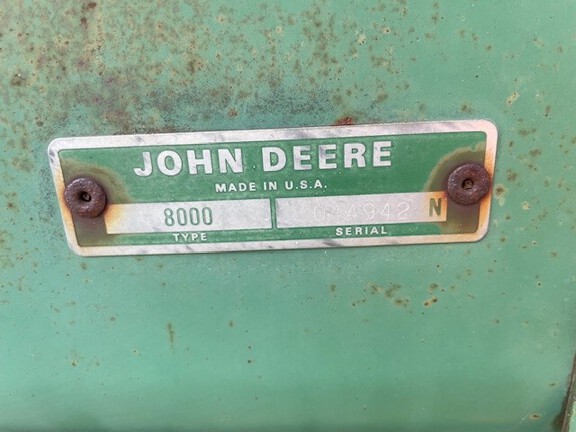 JOHN DEERE
MADE IN U.S.A.
8000 N
TYPE SERIAL